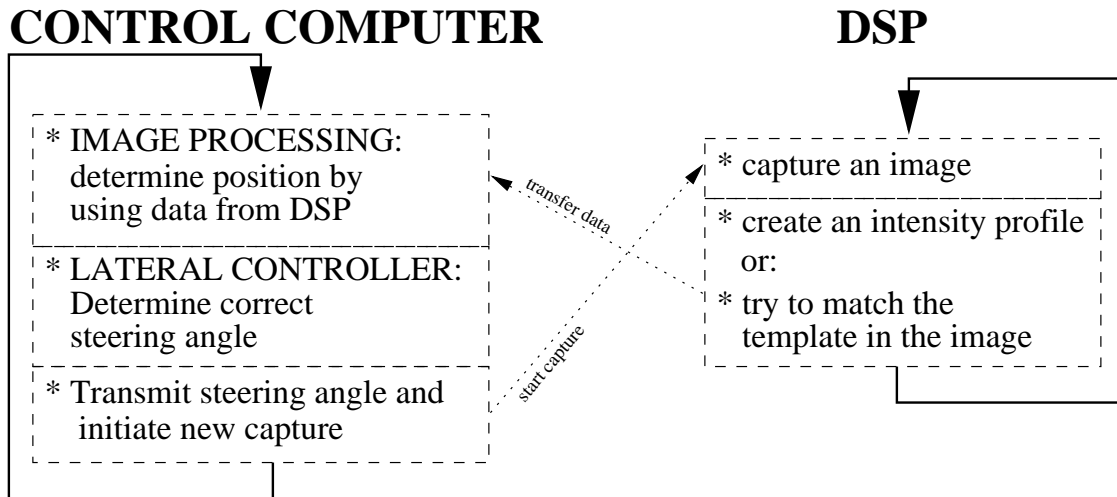 CONTROL COMPUTER
* IMAGE PROCESSING:
determine position by
using data from DSP
* LATERAL CONTROLLER:
Determine correct
steering angle
* Transmit steering angle and
initiate new capture
transfer data
start capture
DSP
* capture an image
* create an intensity profile
or:
* try to match the
template in the image